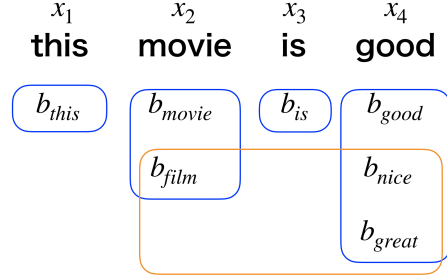 x₁ x₂ x₃ x₄
this movie is good
b_this b_movie b_is b_good
b_film b_nice
b_great